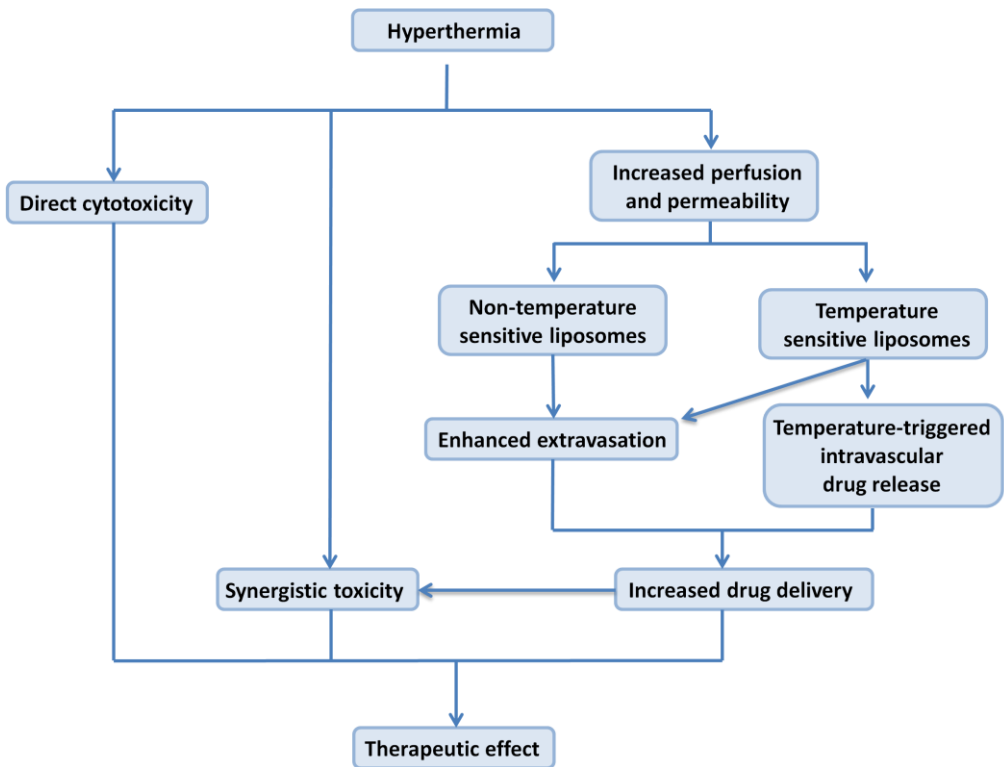 Hyperthermia
Increased perfusion
and permeability
Direct cytotoxicity
Non-temperature
sensitive liposomes
Temperature
sensitive liposomes
Enhanced extravasation
Temperature-triggered
intravascular
drug release
Synergistic toxicity
Increased drug delivery
Therapeutic effect